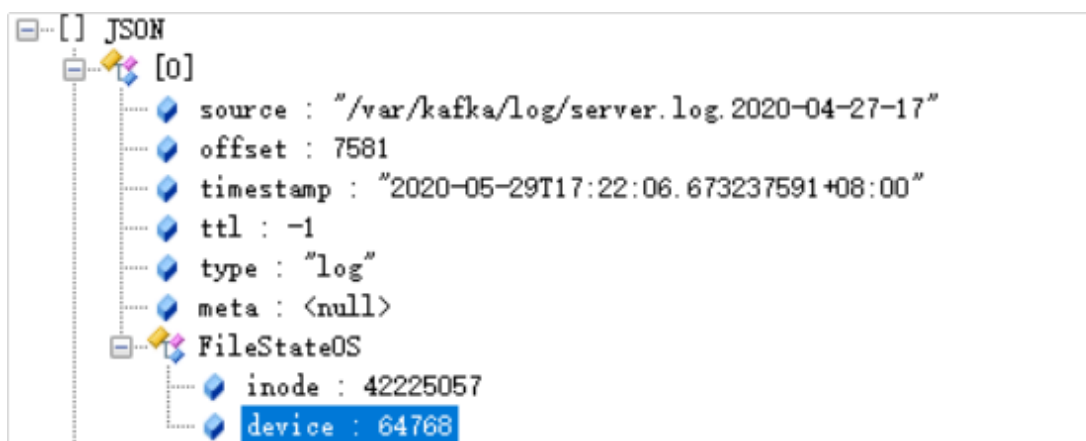 [] JSON
[0]
source : "/var/kafka/log/server.log.2020-04-27-17"
offset : 7581
timestamp : "2020-05-29T17:22:06.673237591+08:00"
ttl : -1
type : "log"
meta : <null>
FileStateOS
inode : 42225057
device : 64768